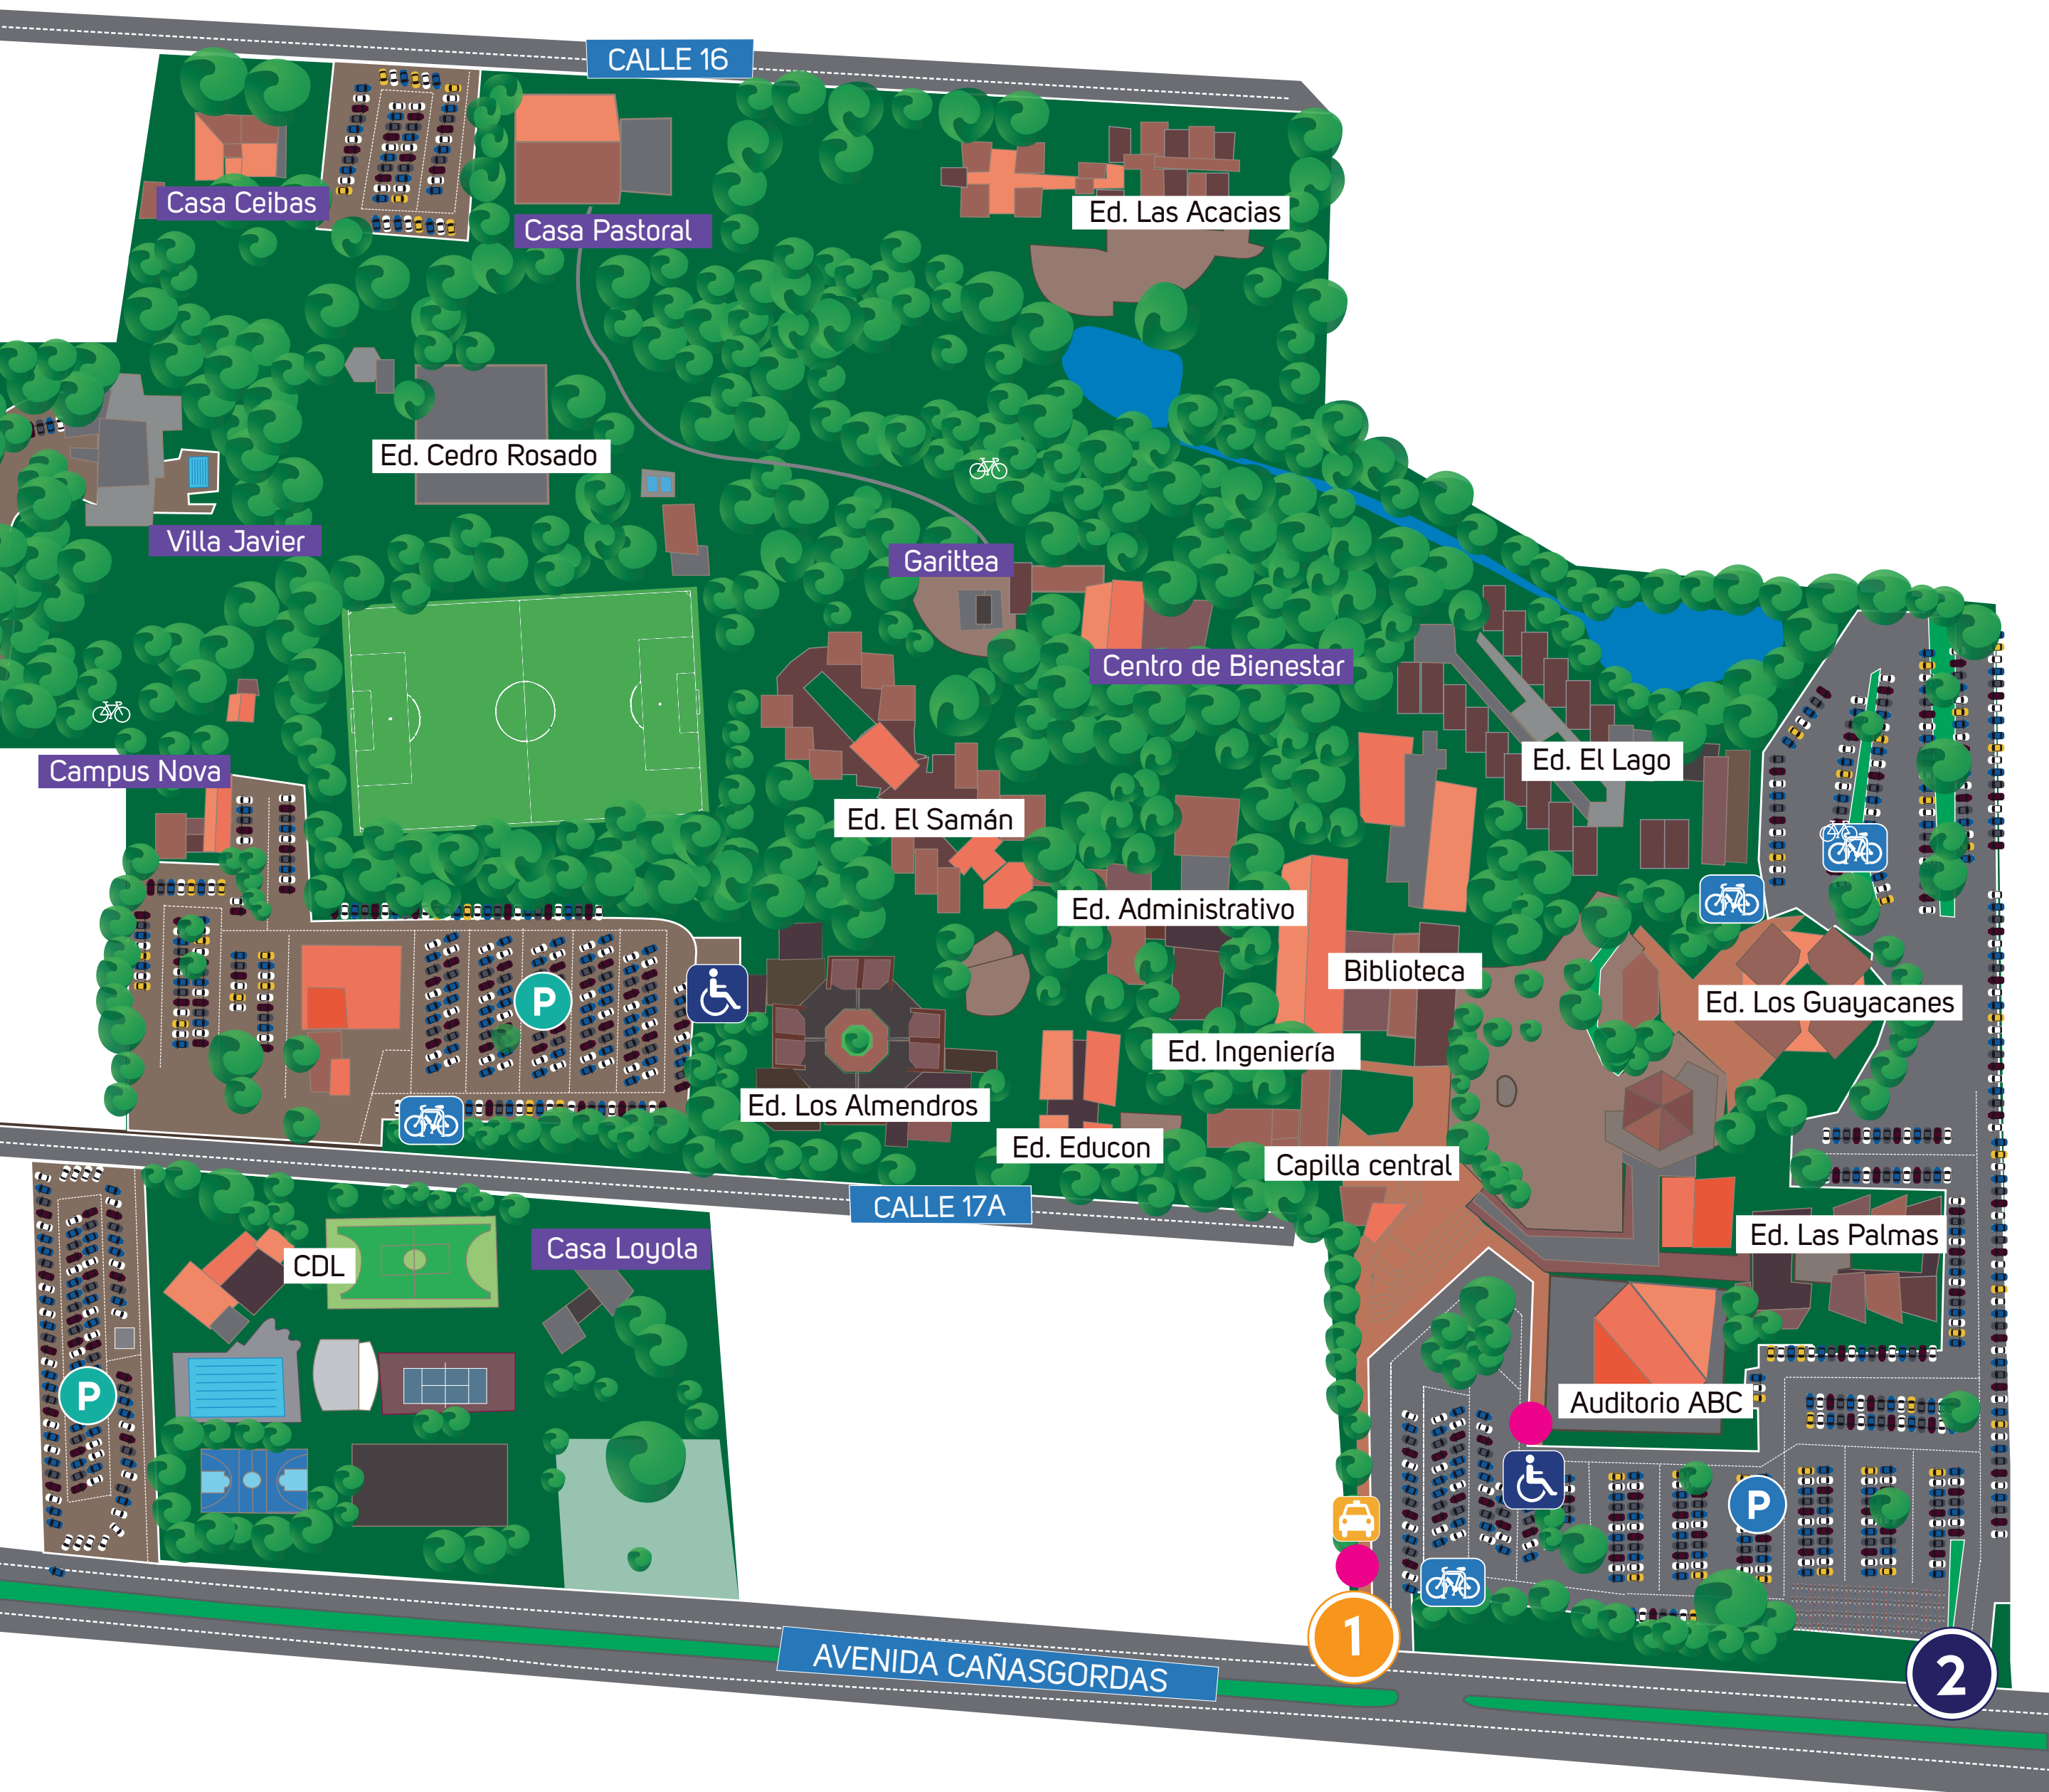 CALLE 16
Casa Ceibas
Casa Pastoral
Ed. Las Acacias
Ed. Cedro Rosado
Villa Javier
Garittea
Centro de Bienestar
Campus Nova
Ed. El Lago
Ed. El Samán
Ed. Administrativo
Biblioteca
P
Ed. Los Guayacanes
Ed. Ingeniería
Ed. Los Almendros
Ed. Educon
Capilla central
CALLE 17A
Casa Loyola
CDL
Ed. Las Palmas
P
Auditorio ABC
P
1
AVENIDA CAÑASGORDAS
2